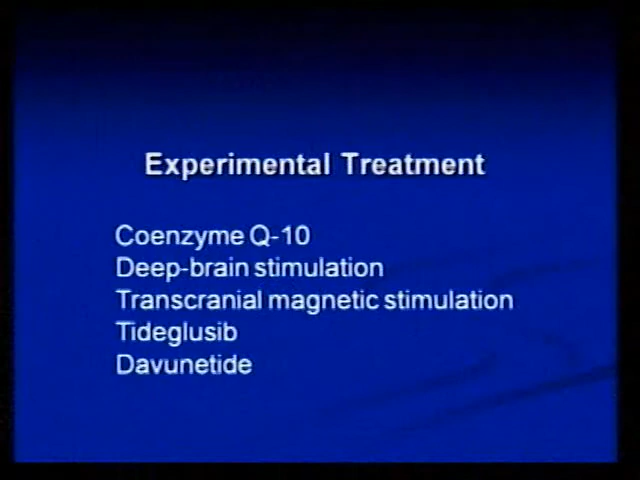 Experimental Treatment
Coenzyme Q-10
Deep-brain stimulation
Transcranial magnetic stimulation
Tideglusib
Davunetide